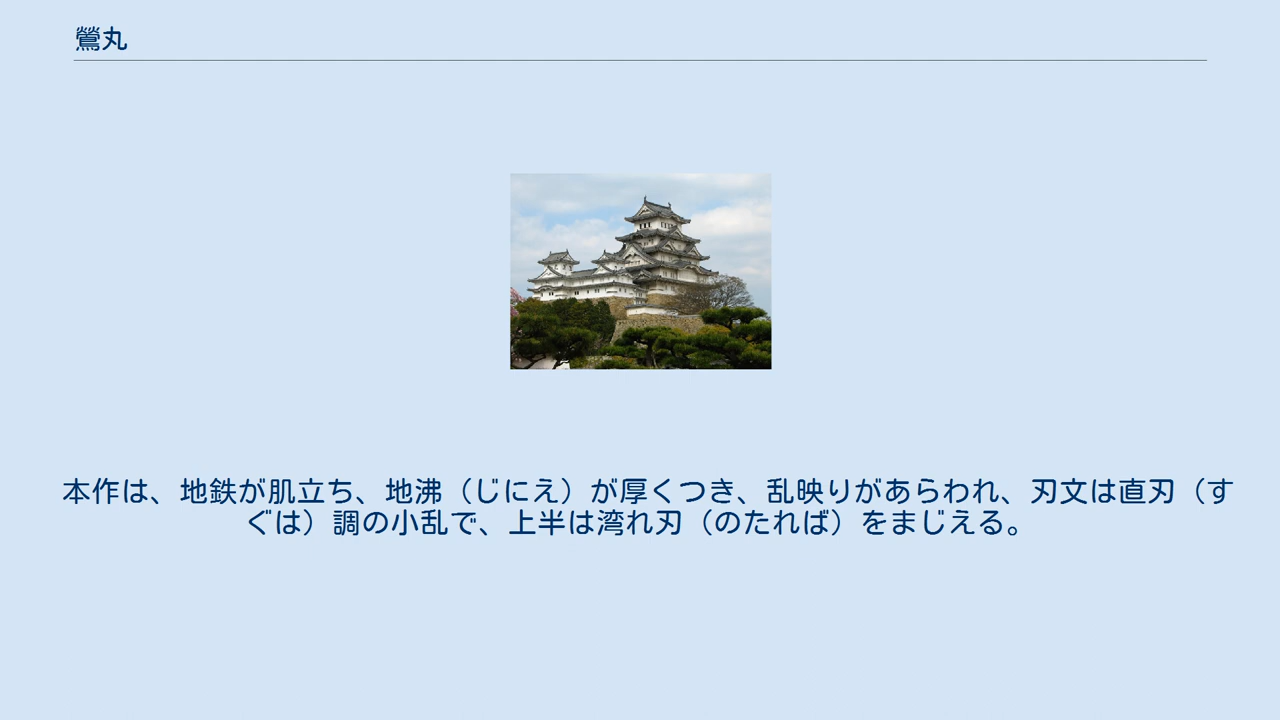 鶯丸
本作は、地鉄が肌立ち、地沸（じにえ）が厚くつき、乱映りがあらわれ、刃文は直刃（す
ぐは）調の小乱で、上半は湾れ刃（のたれば）をまじえる。